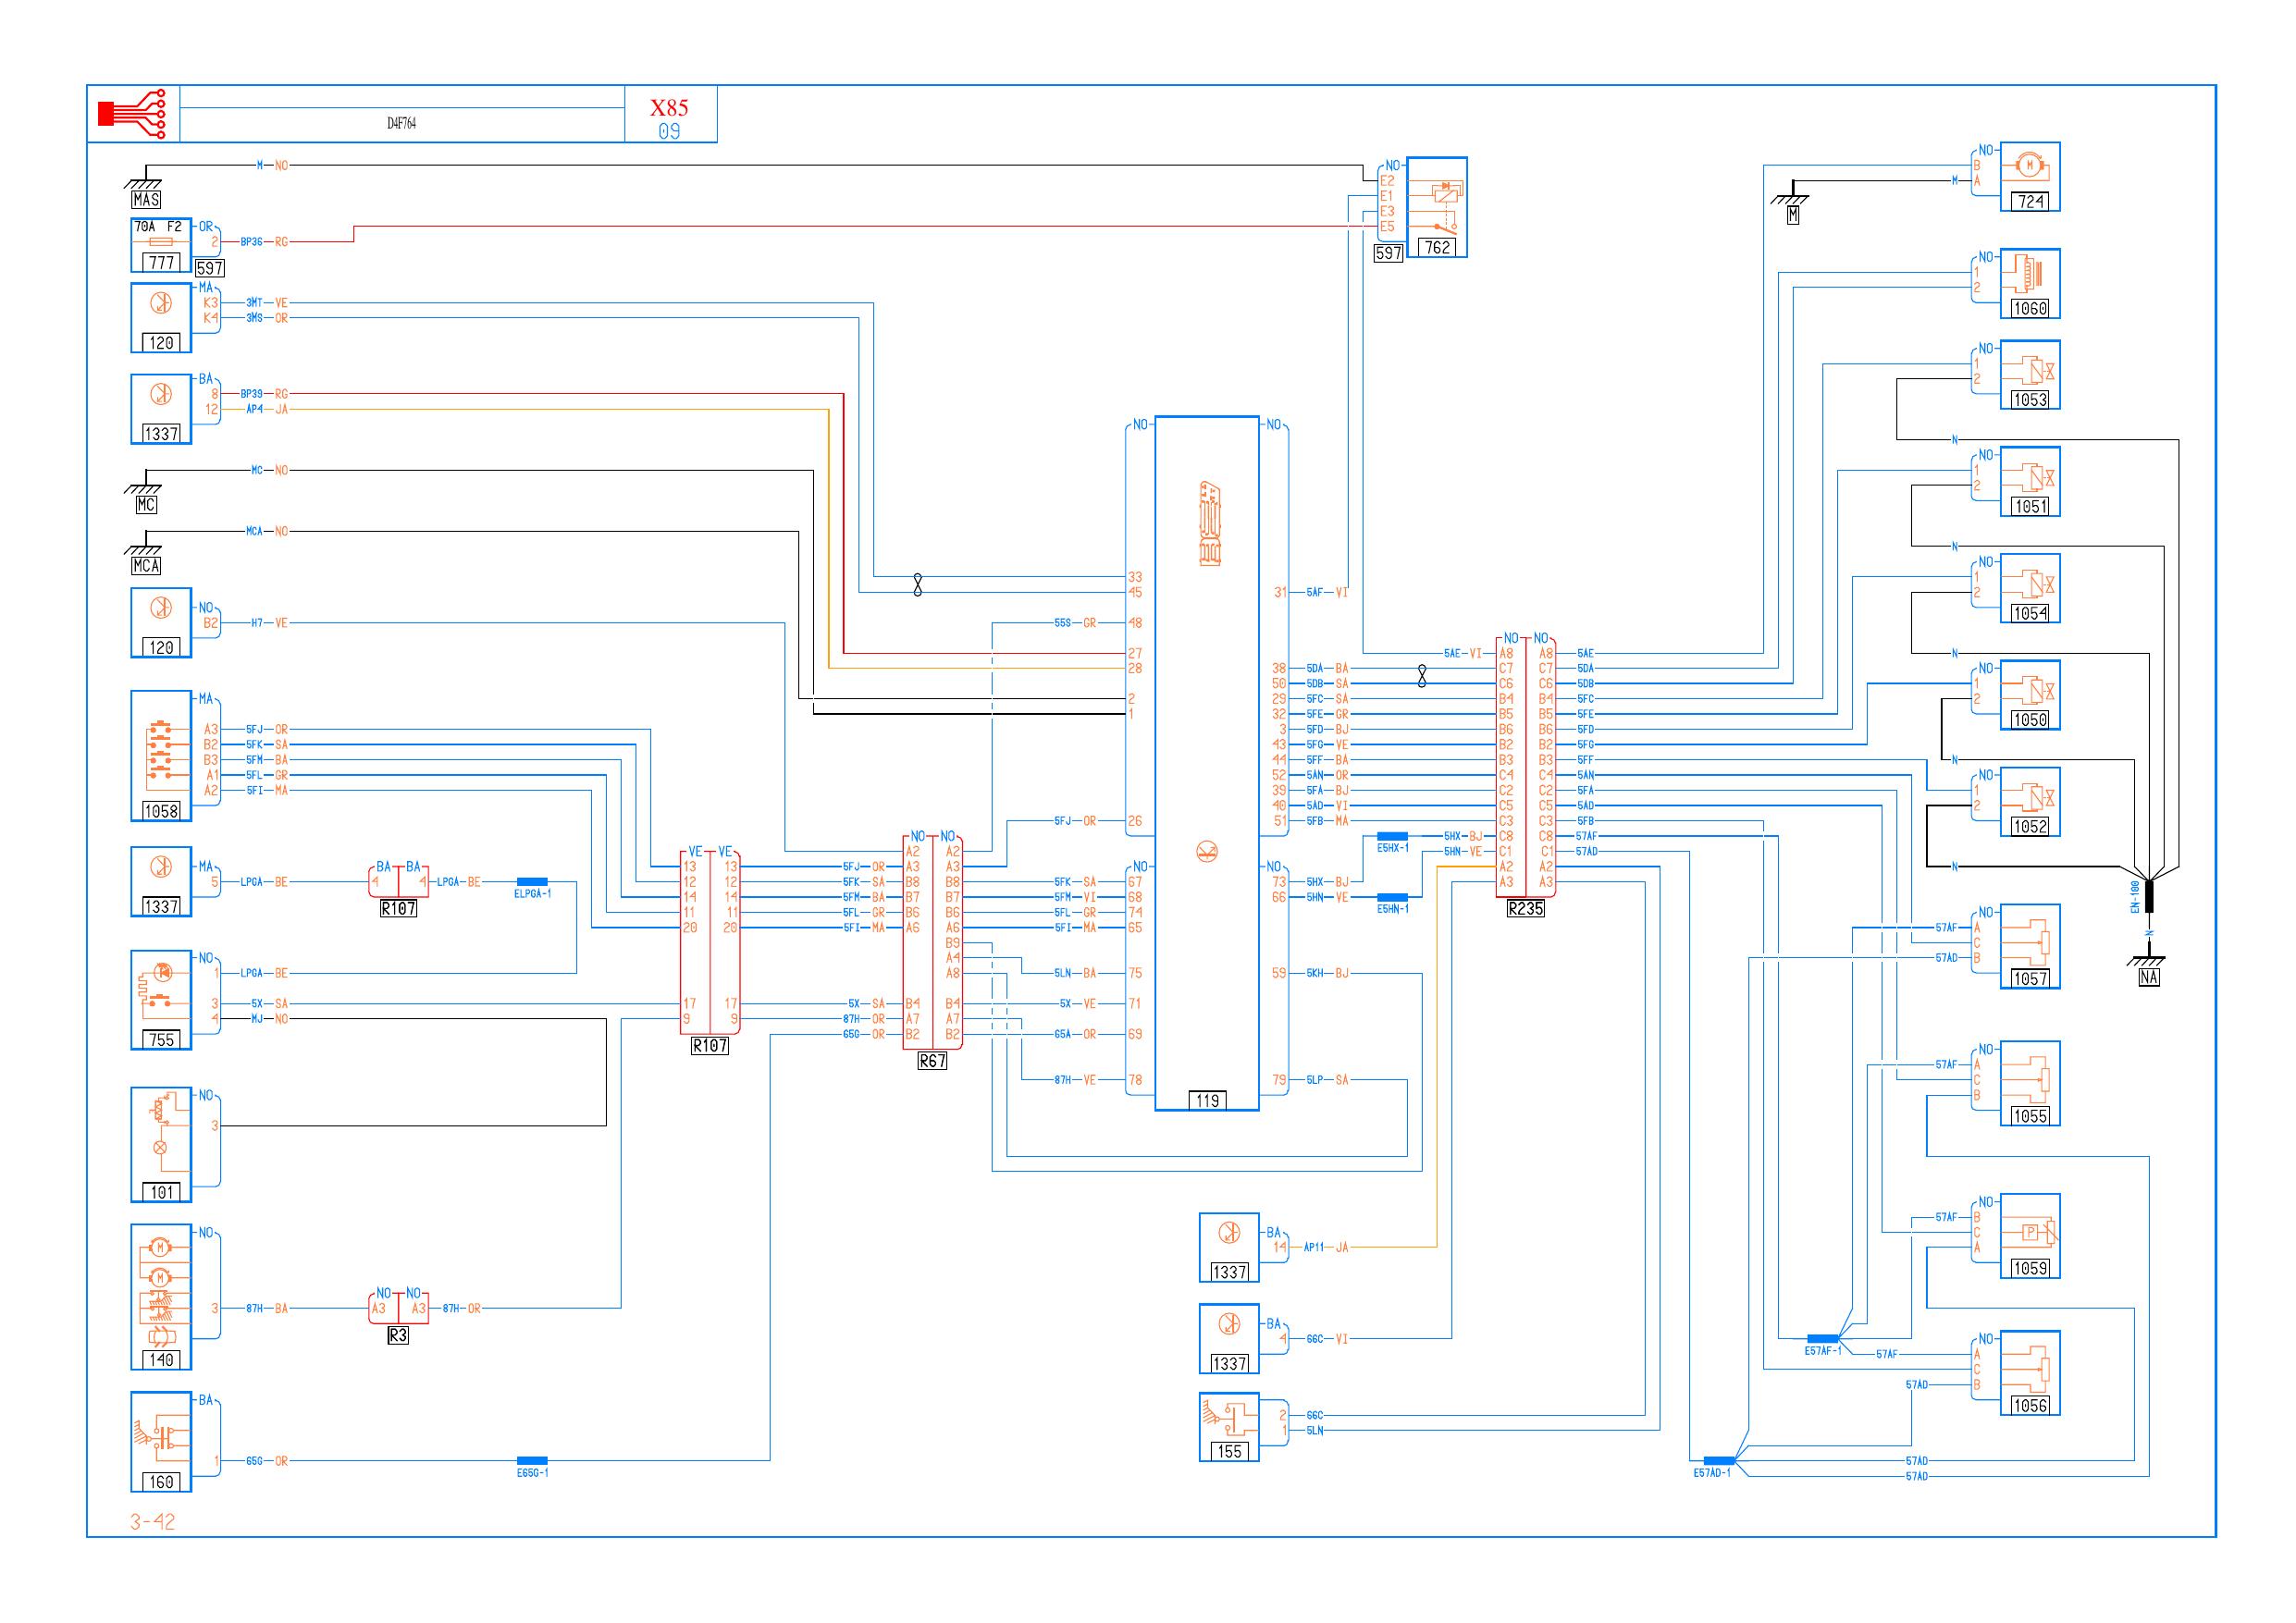 D4F764
X85
09
M NO
MAS
70A F2
OR
2 BP36 RG
777
597
MA
K3 3MT VE
K4 3MS OR
120
BA
8 BP39 RG
12 AP4 JA
1337
MC NO
MC
MCA NO
MCA
NO
B2 H7 VE
120
MA
A3 5FJ OR
B2 5FK SA
B3 5FM BA
A1 5FL GR
A2 5FI MA
1058
MA
5 LPGA BE
1337
BA BA
4 4 LPGA BE
R107
ELPGA-1
NO
1 LPGA BE
3 5X SA
4 MJ NO
755
NO
3
101
NO
3 87H BA
140
NO NO
A3 A3 87H OR
R3
BA
1 65G OR
160
E65G-1
3-42
VE VE
13 13 5FJ OR
12 12 5FK SA
14 14 5FM BA
11 11 5FL GR
20 20 5FI MA
17 17 5X SA
9 9 87H OR
65G OR
R107
NO NO
A2 A2
A3 A3
B8 B8 5FK SA
B7 B7 5FM VI
B6 B6 5FL GR
A6 A6 5FI MA
B9
A4
A8 5LN BA
B4 B4 5X VE
A7 A7
B2 B2 65A OR
87H VE
R67
NO
33
45
55S GR 48
27
28
2
1
5FJ OR 26
NO
67
68
74
65
75
71
69
78
119
NO
31 5AF VI
38 5DA BA
50 5DB SA
29 5FC SA
32 5FE GR
3 5FD BJ
43 5FG VE
44 5FF BA
52 5AN OR
39 5FA BJ
40 5AD VI
51 5FB MA
NO
73 5HX BJ
66 5HN VE
59 5KH BJ
79 5LP SA
E5HX-1
E5HN-1
NO
E2
E1
E3
E5
597
762
NO NO
5AE VI A8 A8 5AE
C7 C7 5DA
C6 C6 5DB
B4 B4 5FC
B5 B5 5FE
B6 B6 5FD
B2 B2 5FG
B3 B3 5FF
C4 C4 5AN
C2 C2 5FA
C5 C5 5AD
C3 C3 5FB
5HX BJ C8 C8 57AF
5HN VE C1 C1 57AD
A2 A2
A3 A3
R235
BA
14 AP11 JA
1337
BA
4 66C VI
1337
2 66C
1 5LN
155
NO
B
M A
M
724
M
M
NO
1
2
1060
NO
1
2
1053
N
NO
1
2
1051
N
NO
1
2
1054
N
NO
1
2
1050
N
NO
1
2
1052
N
EN-100
N
NA
NO
57AF A
C
57AD B
1057
NO
57AF A
C
B
1055
NO
57AF B
C
A
P
1059
E57AF-1
NO
57AF A
C
57AD B
1056
E57AD-1
57AD
57AD